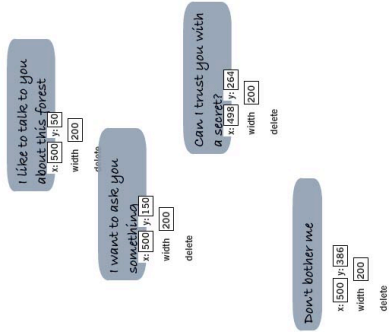 I like to talk to you
about this forest
x: 500 y: 50
width 200
delete
I want to ask you
something
x: 500 y: 150
width 200
delete
Can I trust you with
a secret?
x: 498 y: 264
width 200
delete
Don't bother me
x: 500 y: 386
width 200
delete